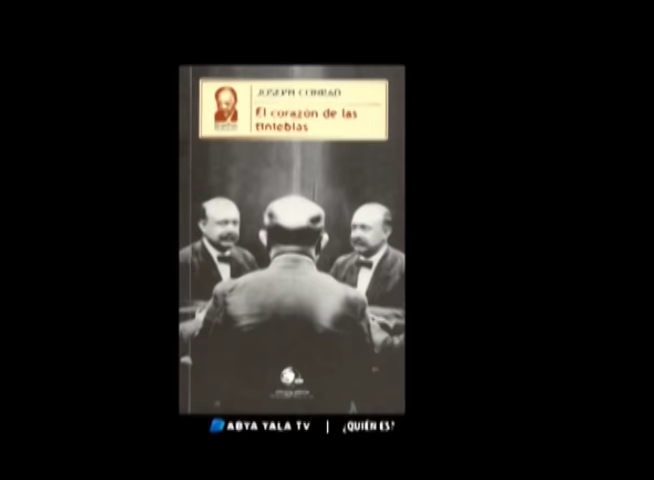 JOSEPH CONRAD
El corazón de las
tinieblas
ABYA YALA TV | ¿QUIÉN ES?